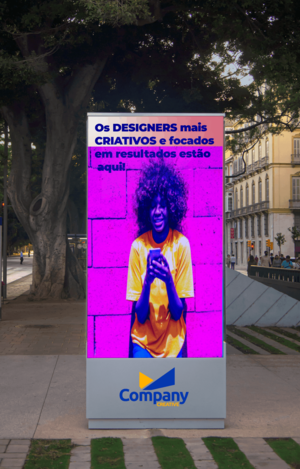 Os DESIGNERS mais
CRIATIVOS e focados
em resultados estão
aqui!
Company